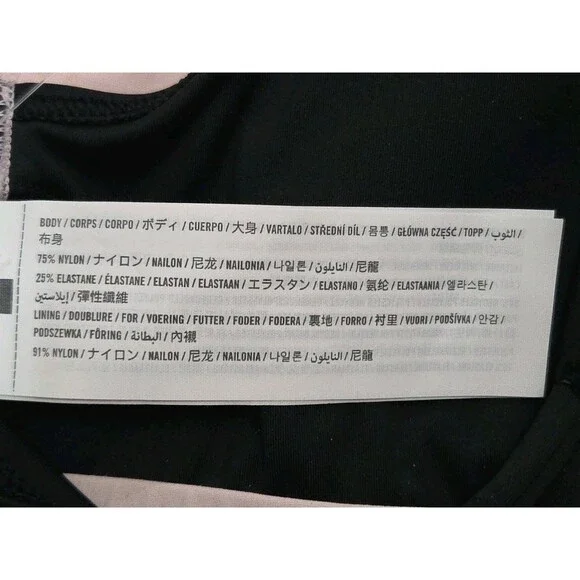 BODY / CORPS / CORPO / ボディ / CUERPO / 大身 / VARTALO / STŘEDNÍ DÍL / 몸통 / GŁÓWNA CZĘŚĆ / TOPP / الثوب /
布身
75% NYLON / ナイロン / NAILON / 尼龙 / NAILONIA / 나일론 / النايلون / 尼龍
25% ELASTANE / ÉLASTANE / ELASTAN / ELASTAAN / エラスタン / ELASTANO / 氨纶 / ELASTAANIA / 엘라스탄
/ إيلاستين / 彈性纖維
LINING / DOUBLURE / FOR / VOERING / FUTTER / FODER / FODERA / 裏地 / FORRO / 衬里 / VUORI / PODŠÍVKA / 안감 /
PODSZEWKA / FÔRING / البطانة / 內襯
91% NYLON / ナイロン / NAILON / 尼龙 / NAILONIA / 나일론 / النايلون / 尼龍